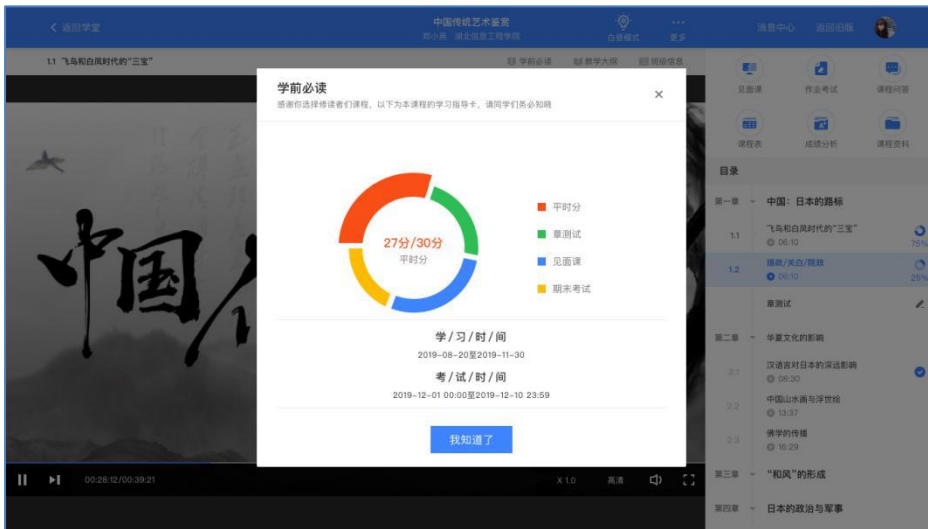 返回学堂
中国传统艺术鉴赏
郑小燕 湖北信息工程学院
白昼模式
更多
消息中心
返回旧版
1.1 飞鸟和白凤时代的“三宝”
学前必读
教学大纲
班级信息
中国
学前必读
感谢你选择修读者们课程，以下为本课程的学习指导卡，请同学们务必知晓
27分/30分
平时分
平时分
章测试
见面课
期末考试
学/习/时/间
2019-08-20至2019-11-30
考/试/时/间
2019-12-01 00:00至2019-12-10 23:59
我知道了
00:28:12/00:39:21
X 1.0
高清
见面课
作业考试
课程问答
课程表
成绩分析
课程资料
目录
第一章
中国：日本的路标
1.1
飞鸟和白凤时代的“三宝”
06:10
75%
1.2
摄政/关白/院政
06:10
25%
章测试
第二章
华夏文化的影响
2.1
汉语言对日本的深远影响
08:30
2.2
中国山水画与浮世绘
13:37
2.3
佛学的传播
16:29
第三章
“和风”的形成
第四章
日本的政治与军事